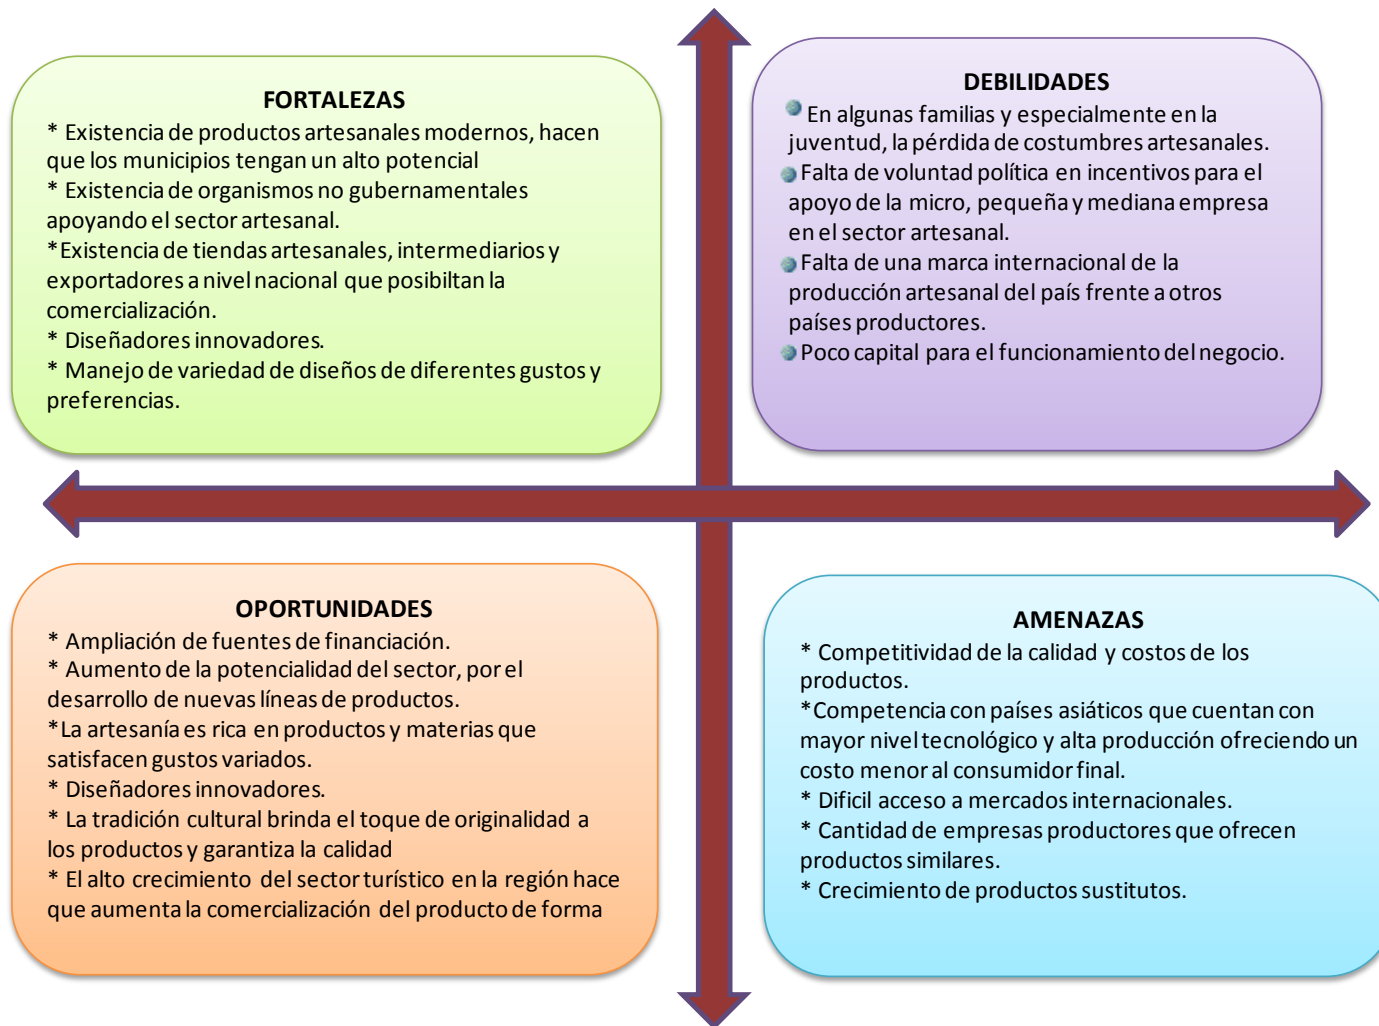 FORTALEZAS
* Existencia de productos artesanales modernos, hacen
que los municipios tengan un alto potencial
* Existencia de organismos no gubernamentales
apoyando el sector artesanal.
*Existencia de tiendas artesanales, intermediarios y
exportadores a nivel nacional que posibiltan la
comercialización.
* Diseñadores innovadores.
* Manejo de variedad de diseños de diferentes gustos y
preferencias.
DEBILIDADES
En algunas familias y especialmente en la
juventud, la pérdida de costumbres artesanales.
Falta de voluntad política en incentivos para el
apoyo de la micro, pequeña y mediana empresa
en el sector artesanal.
Falta de una marca internacional de la
producción artesanal del país frente a otros
países productores.
Poco capital para el funcionamiento del negocio.
OPORTUNIDADES
* Ampliación de fuentes de financiación.
* Aumento de la potencialidad del sector, por el
desarrollo de nuevas líneas de productos.
*La artesanía es rica en productos y materias que
satisfacen gustos variados.
* Diseñadores innovadores.
* La tradición cultural brinda el toque de originalidad a
los productos y garantiza la calidad
* El alto crecimiento del sector turístico en la región hace
que aumenta la comercialización del producto de forma
AMENAZAS
* Competitividad de la calidad y costos de los
productos.
*Competencia con países asiáticos que cuentan con
mayor nivel tecnológico y alta producción ofreciendo un
costo menor al consumidor final.
* Dificil acceso a mercados internacionales.
* Cantidad de empresas productores que ofrecen
productos similares.
* Crecimiento de productos sustitutos.